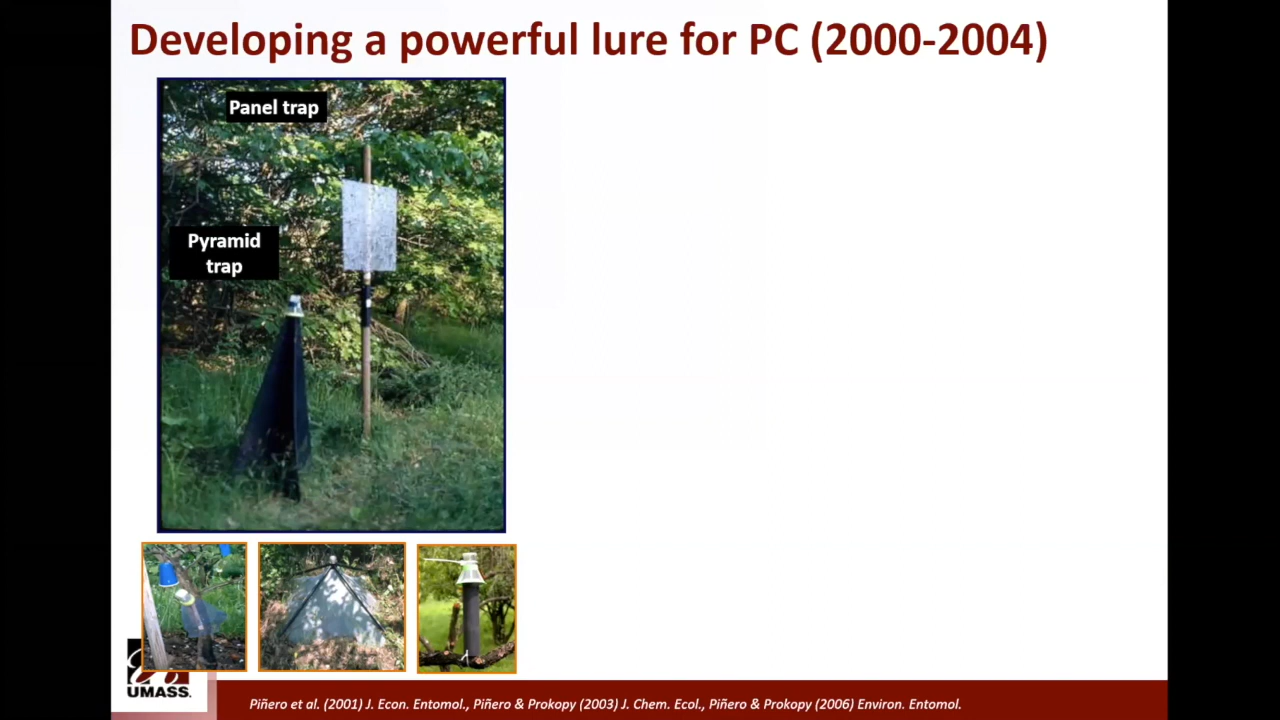 Developing a powerful lure for PC (2000-2004)
Panel trap
Pyramid
trap
UMASS.
Piñero et al. (2001) J. Econ. Entomol., Piñero & Prokopy (2003) J. Chem. Ecol., Piñero & Prokopy (2006) Environ. Entomol.